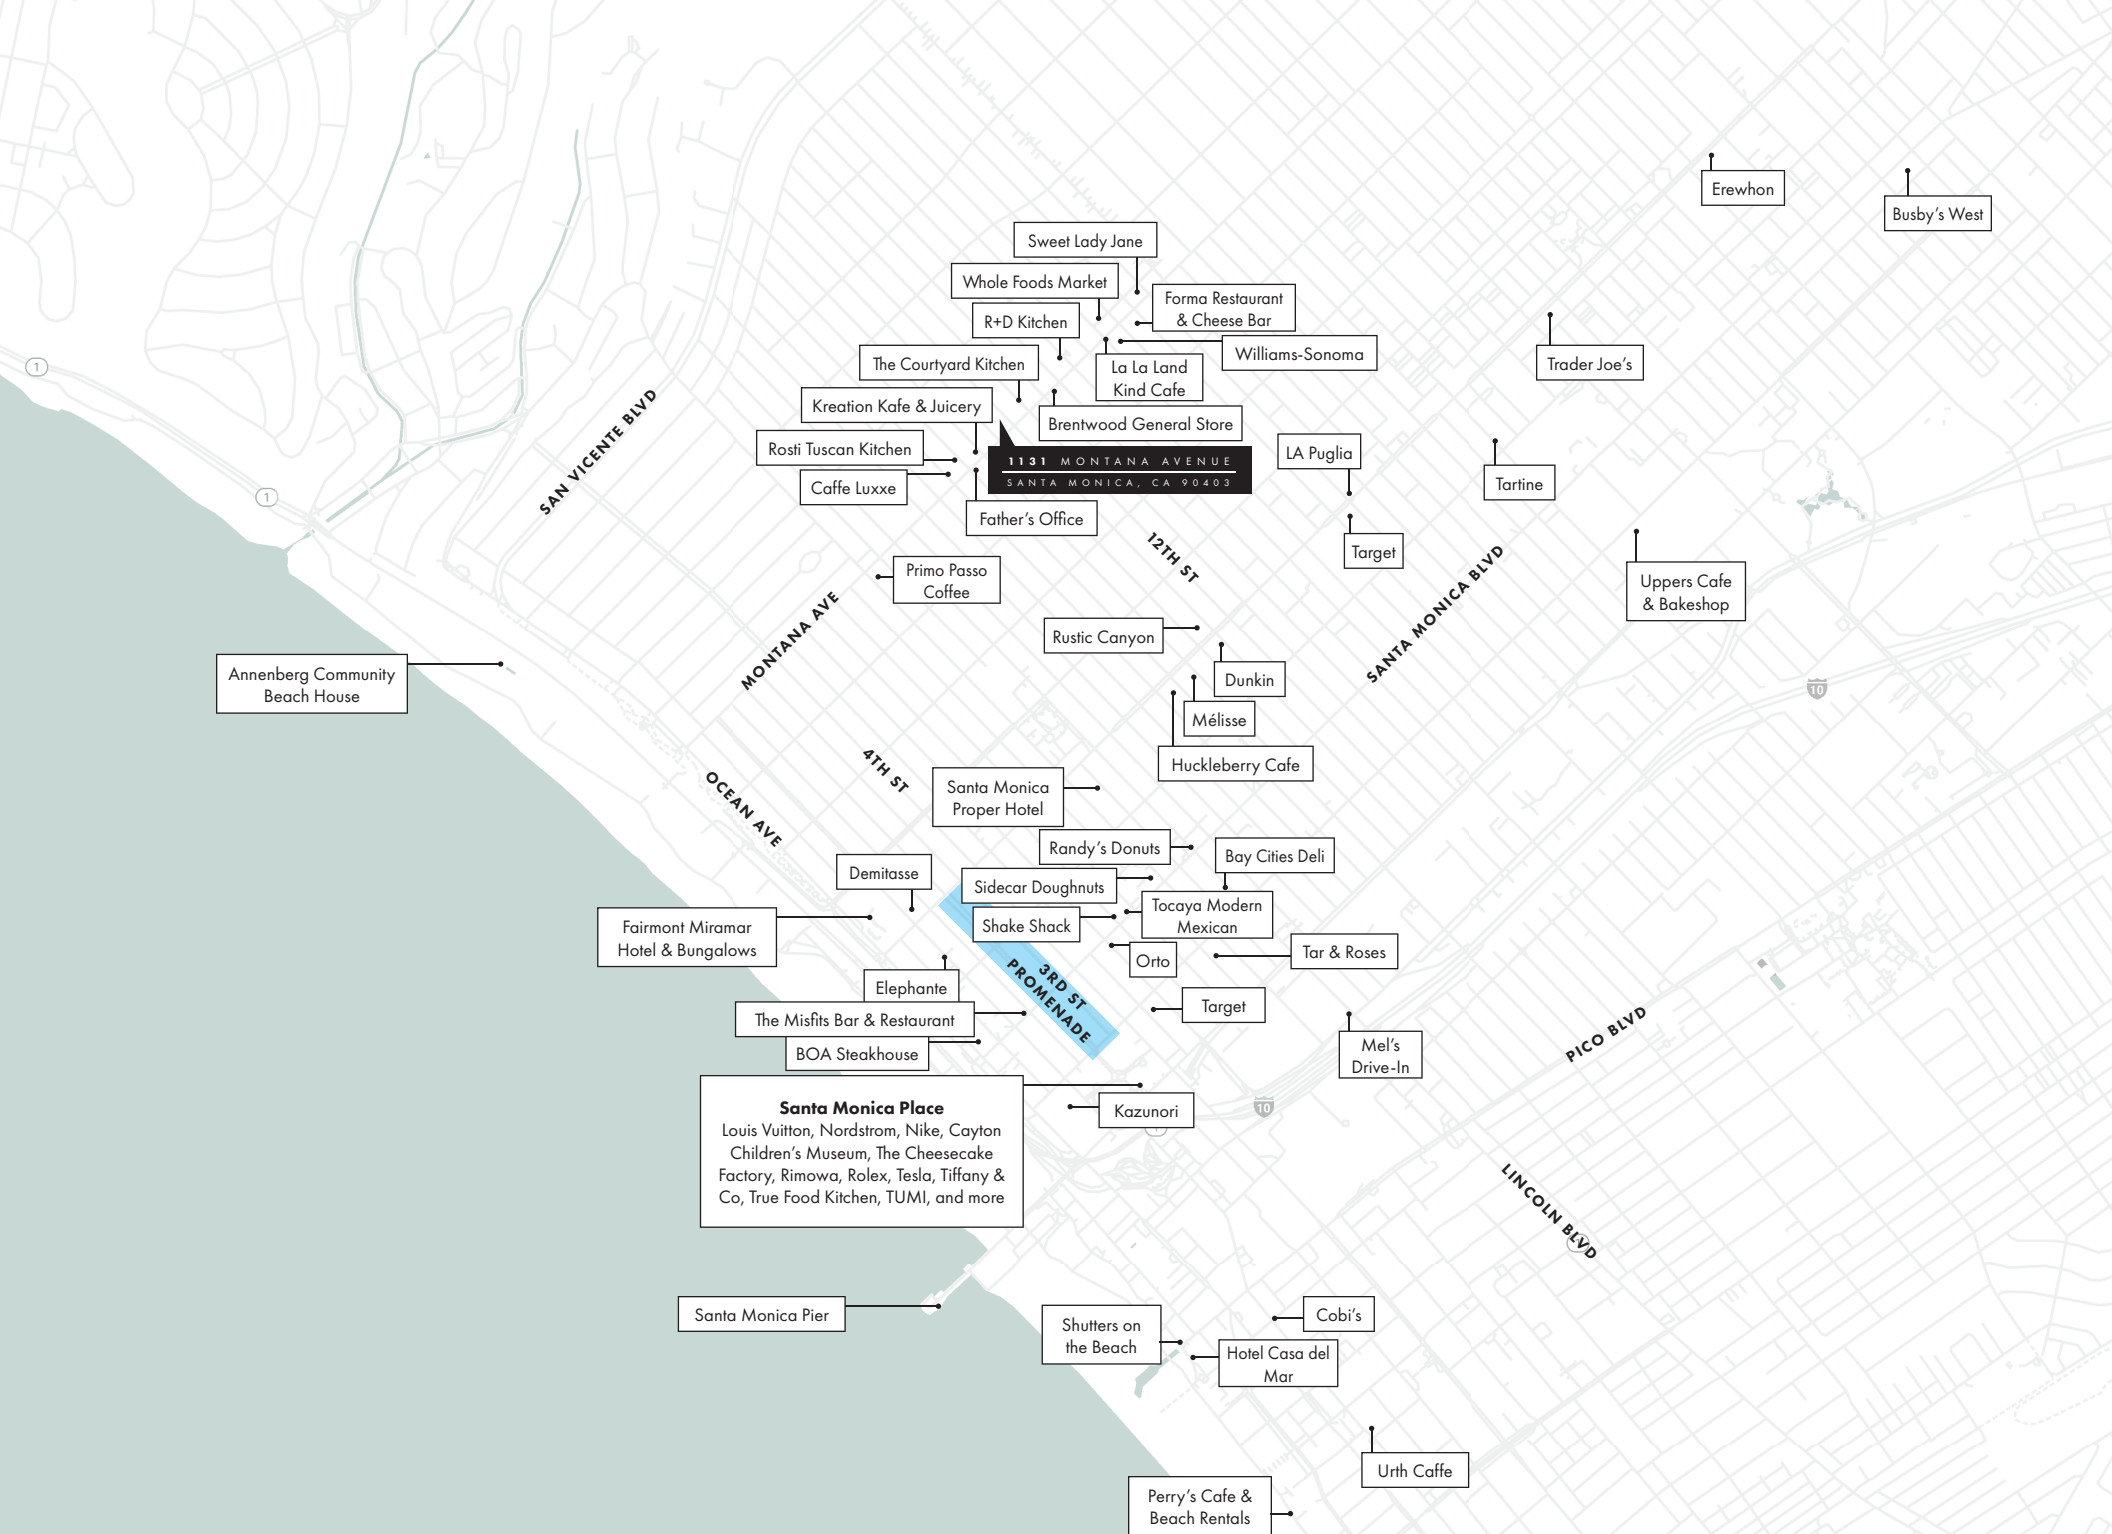 Erewhon
Busby's West
Sweet Lady Jane
Whole Foods Market
Forma Restaurant
& Cheese Bar
R+D Kitchen
Williams-Sonoma
The Courtyard Kitchen
La La Land
Kind Cafe
Trader Joe's
1
Kreation Kafe & Juicery
Brentwood General Store
SAN VICENTE BLVD
Rosti Tuscan Kitchen
1131 MONTANA AVENUE
SANTA MONICA, CA 90403
LA Puglia
Caffe Luxxe
Tartine
1
Father's Office
12TH ST
Target
SANTA MONICA BLVD
Primo Passo
Coffee
Uppers Cafe
& Bakeshop
MONTANA AVE
Rustic Canyon
Annenberg Community
Beach House
Dunkin
10
Mélisse
Huckleberry Cafe
4TH ST
OCEAN AVE
Santa Monica
Proper Hotel
Randy's Donuts
Bay Cities Deli
Demitasse
Sidecar Doughnuts
Tocaya Modern
Mexican
Shake Shack
Fairmont Miramar
Hotel & Bungalows
Orto
Tar & Roses
3RD ST
PROMENADE
Elephante
Target
The Misfits Bar & Restaurant
BOA Steakhouse
Mel's
Drive-In
PICO BLVD
Santa Monica Place
Louis Vuitton, Nordstrom, Nike, Cayton
Children's Museum, The Cheesecake
Factory, Rimowa, Rolex, Tesla, Tiffany &
Co, True Food Kitchen, TUMI, and more
Kazunori
10
LINCOLN BLVD
Santa Monica Pier
Shutters on
the Beach
Cobi's
Hotel Casa del
Mar
Urth Caffe
Perry's Cafe &
Beach Rentals